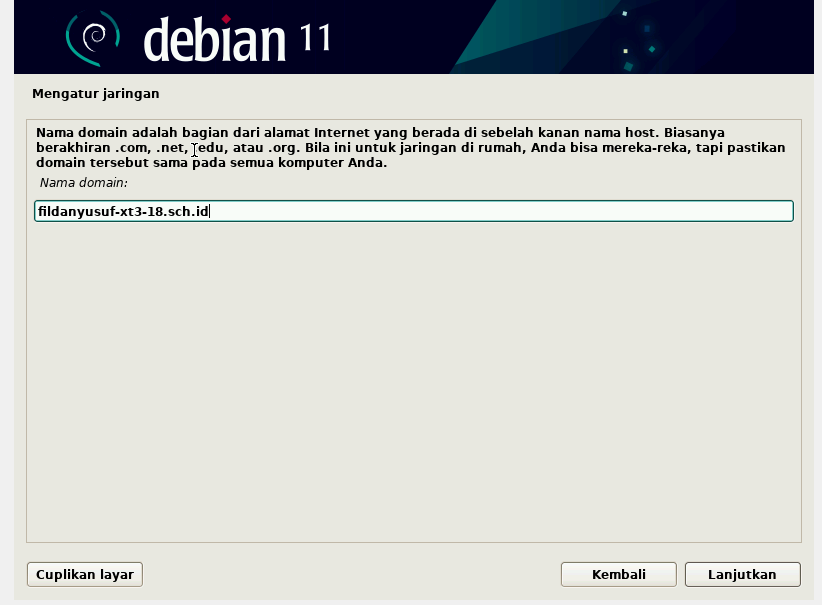 debian 11
Mengatur jaringan
Nama domain adalah bagian dari alamat Internet yang berada di sebelah kanan nama host. Biasanya
berakhiran .com, .net, .edu, atau .org. Bila ini untuk jaringan di rumah, Anda bisa mereka-reka, tapi pastikan
domain tersebut sama pada semua komputer Anda.
Nama domain:
fildanyusuf-xt3-18.sch.id
Cuplikan layar
Kembali
Lanjutkan